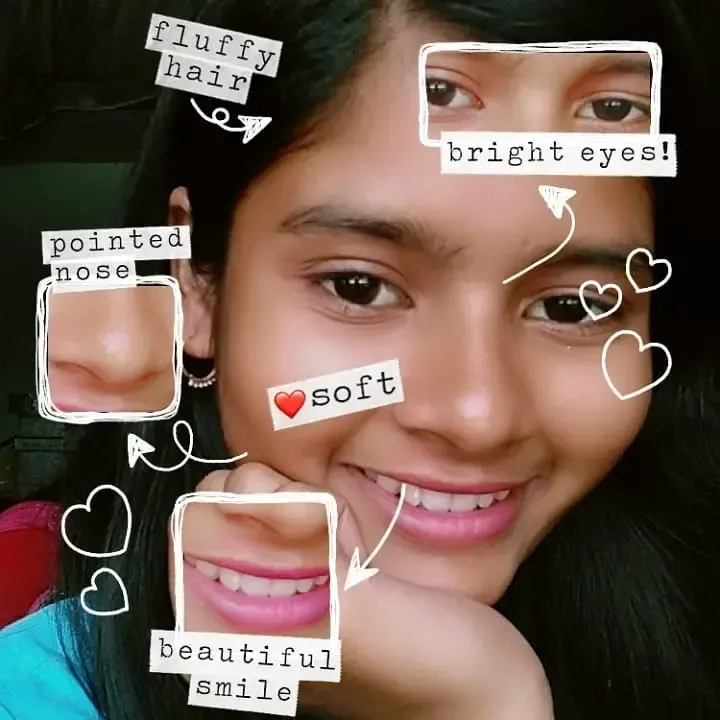 fluffy
hair
bright eyes!
pointed
nose
❤️soft
beautiful
smile